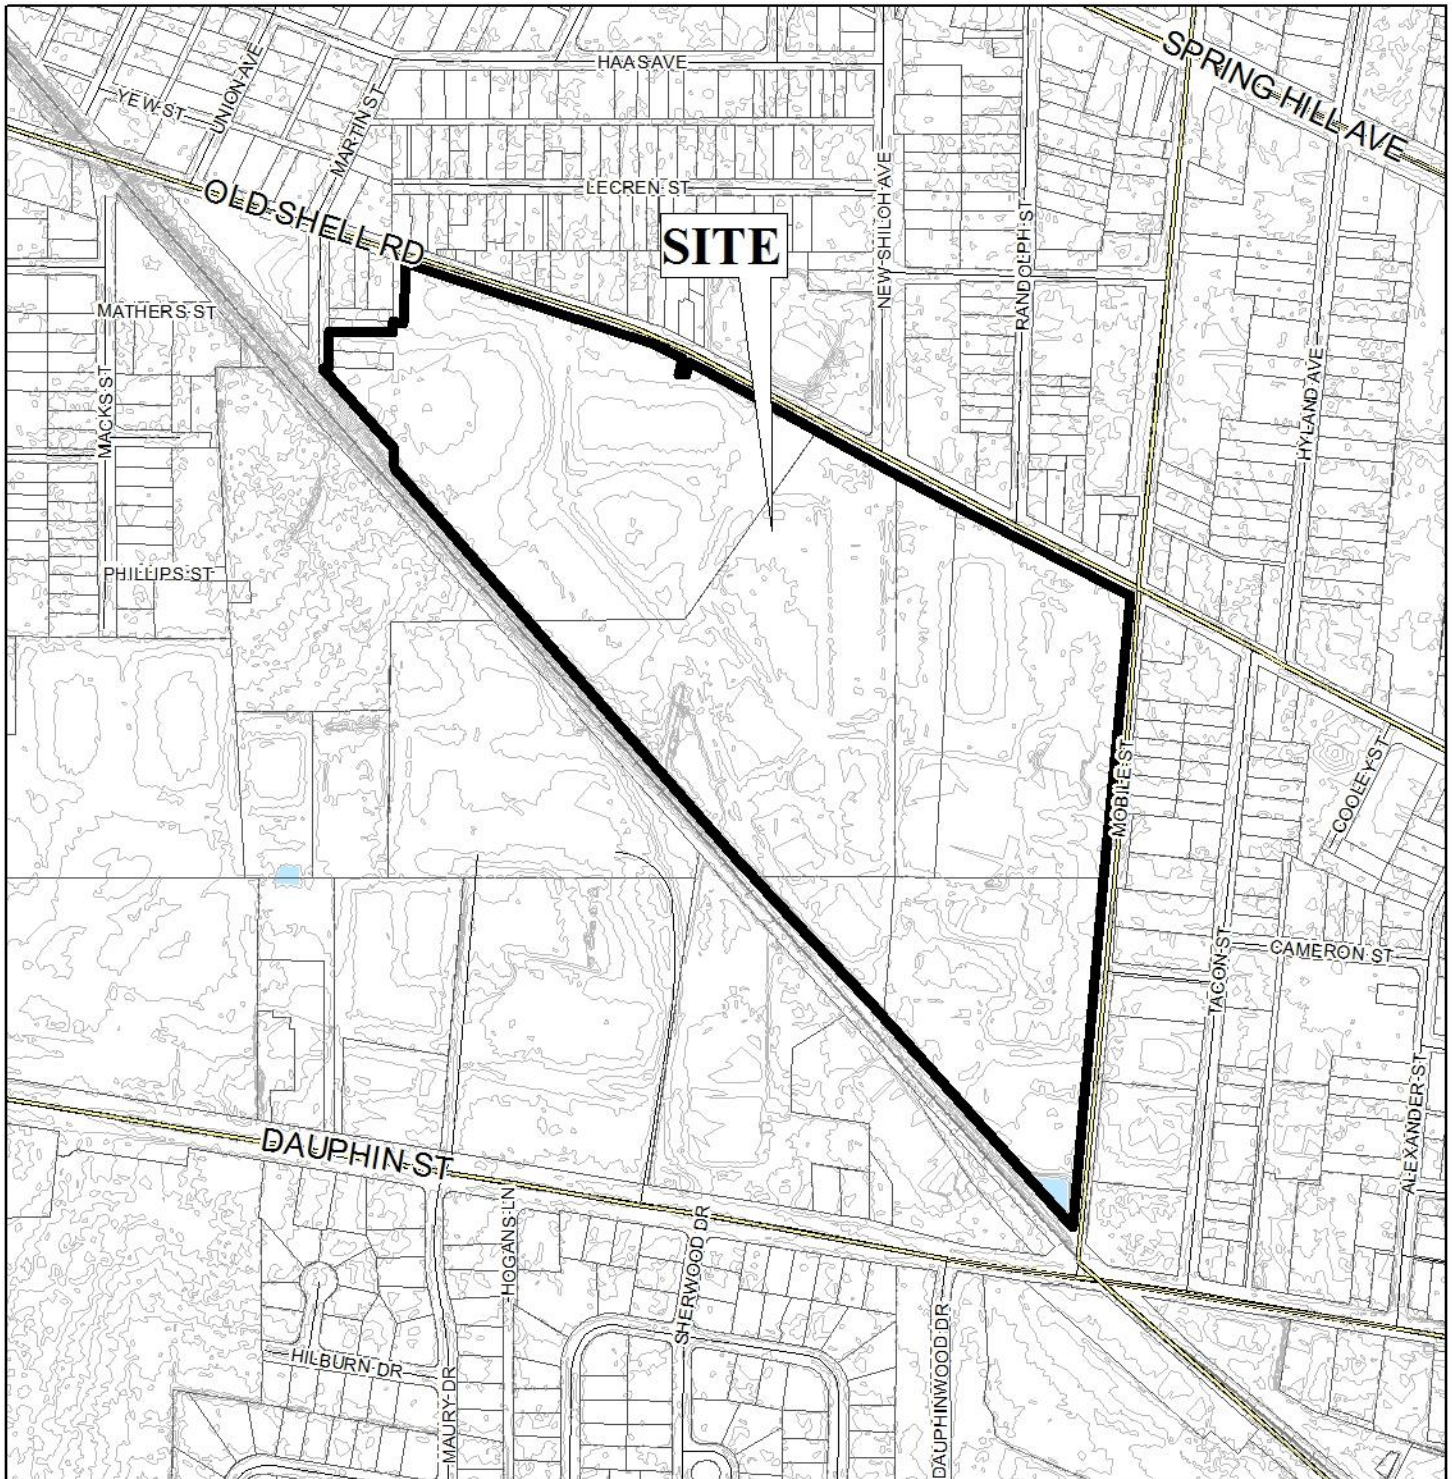 SPRING HILL AVE
HAAS AVE
UNION AVE
YEW ST
MARTIN ST
LECREN ST
OLD SHELL RD
SITE
NEW SHILOH AVE
RANDOLPH ST
MATHERS ST
MACKS ST
HYLAND AVE
PHILLIPS ST
MOBILE ST
COOLEY ST
CAMERON ST
TACON ST
ALEXANDER ST
DAUPHIN ST
HOGANS LN
SHERWOOD DR
DAUPHINWOOD DR
HILBURN DR
MAURY DR